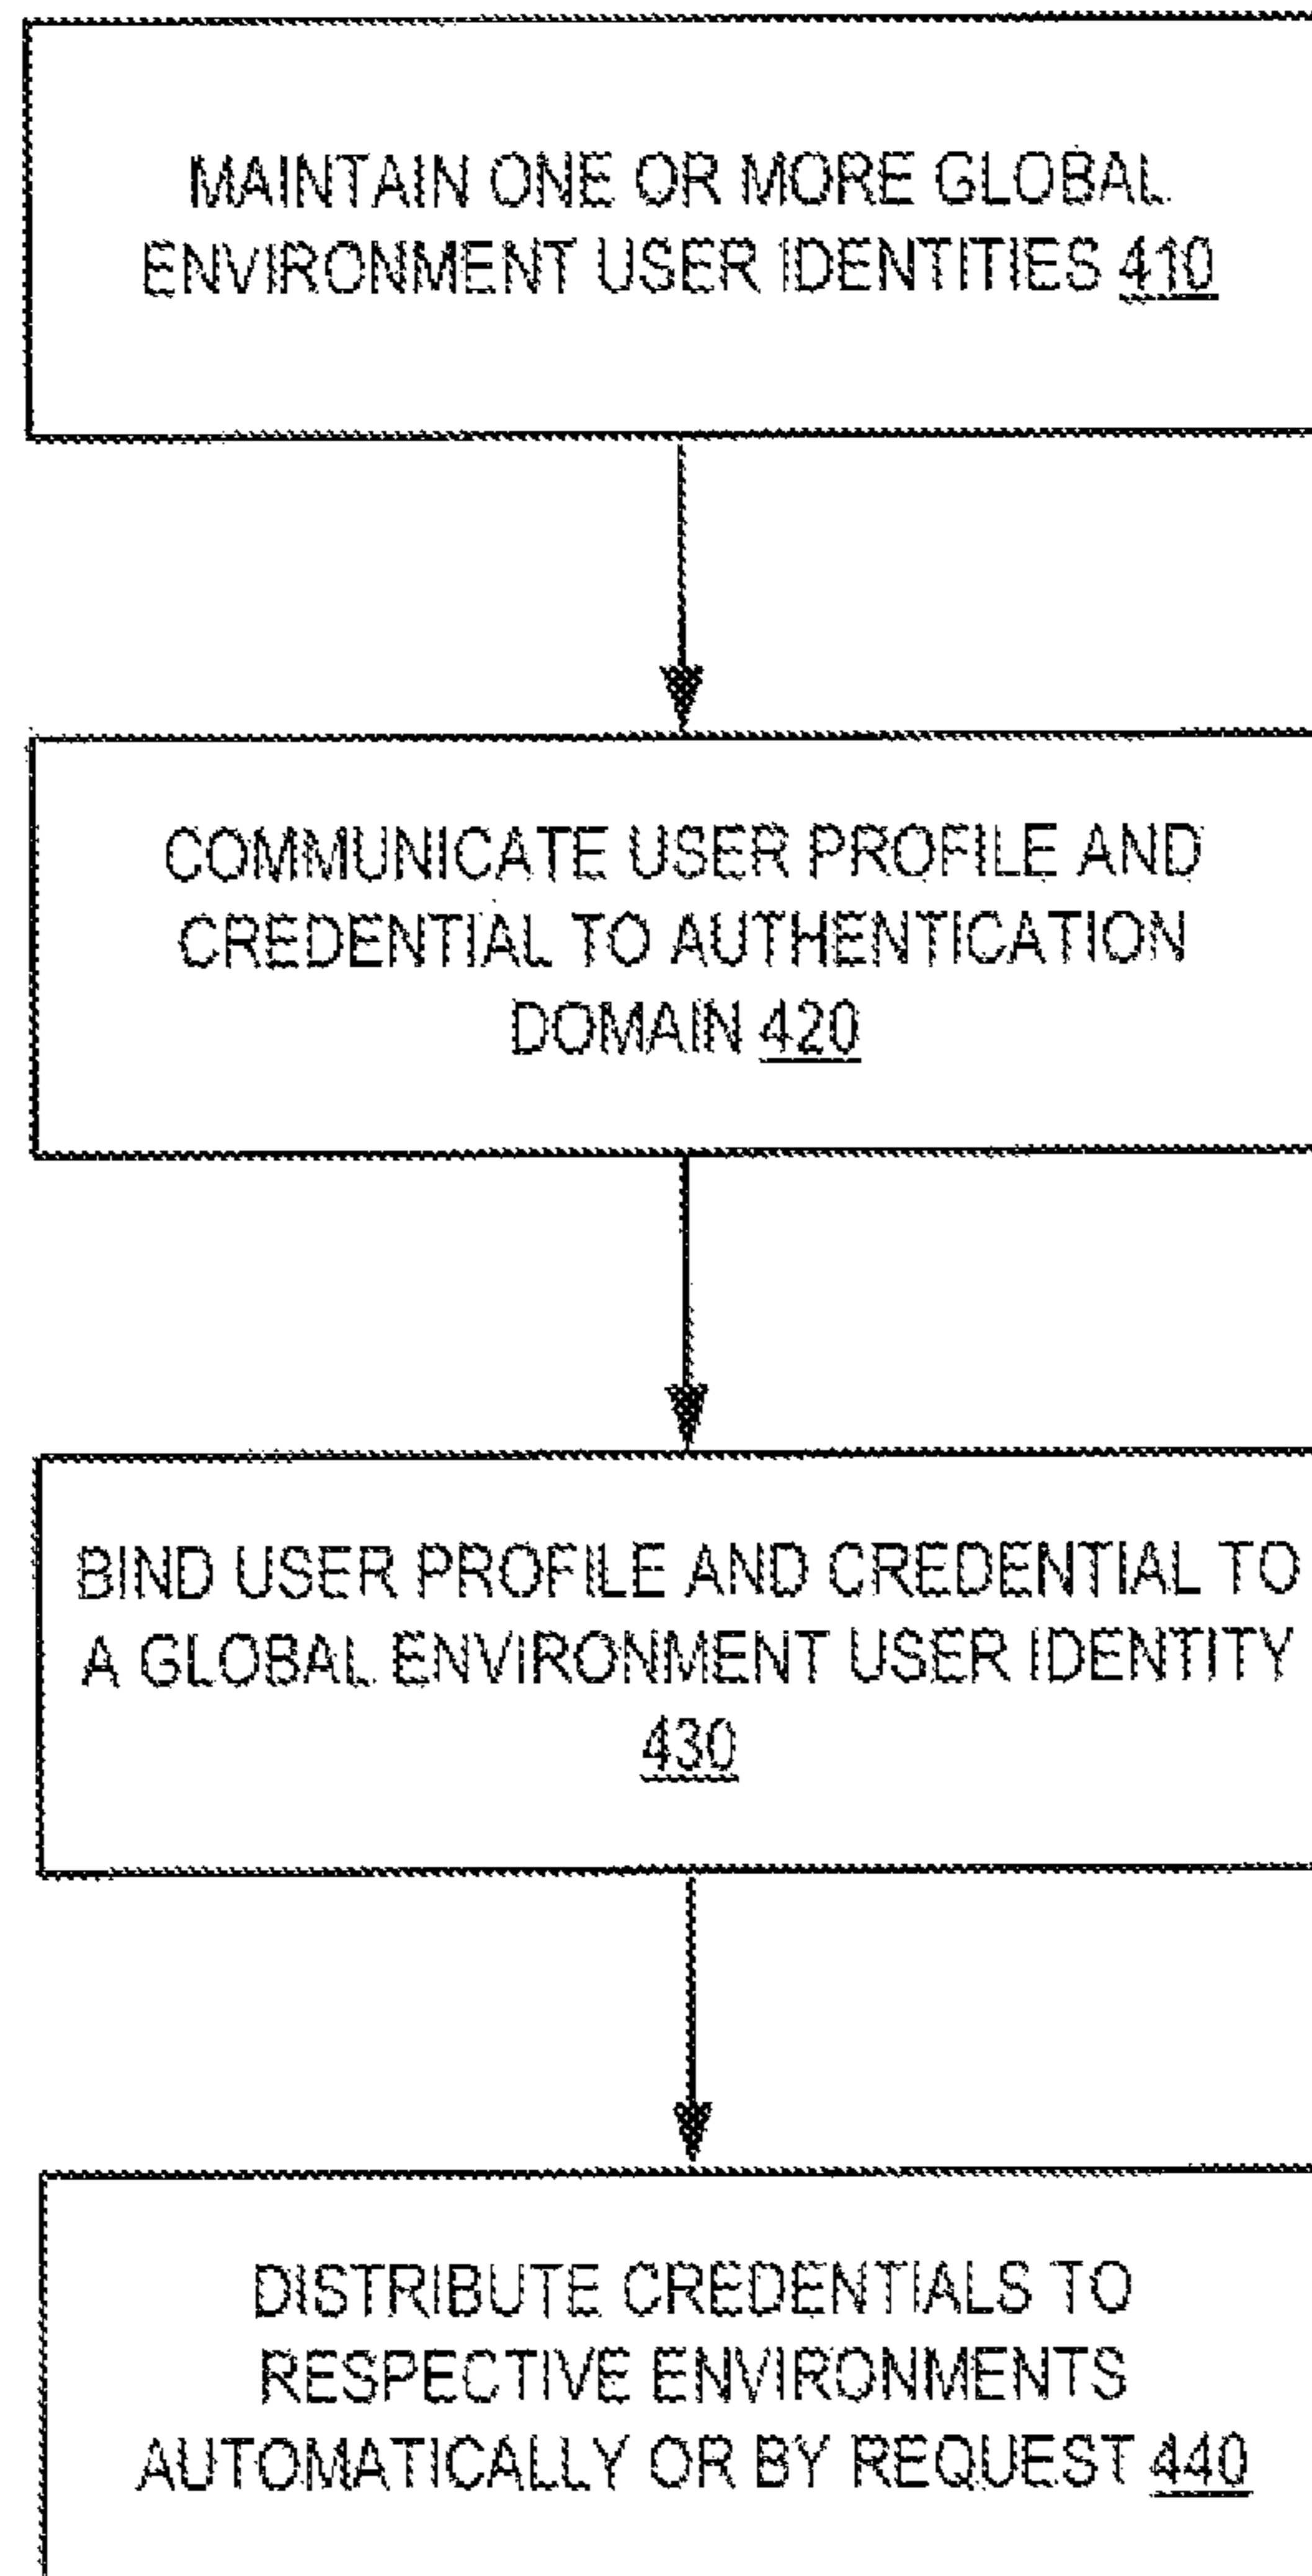 MAINTAIN ONE OR MORE GLOBAL
ENVIRONMENT USER IDENTITIES 410
COMMUNICATE USER PROFILE AND
CREDENTIAL TO AUTHENTICATION
DOMAIN 420
BIND USER PROFILE AND CREDENTIAL TO
A GLOBAL ENVIRONMENT USER IDENTITY
430
DISTRIBUTE CREDENTIALS TO
RESPECTIVE ENVIRONMENTS
AUTOMATICALLY OR BY REQUEST 440